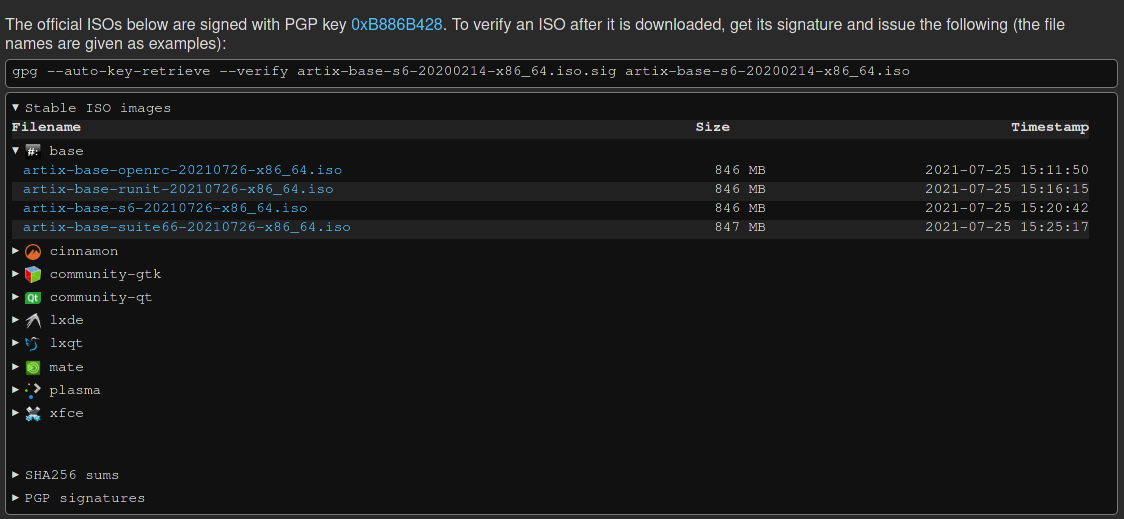 The official ISOs below are signed with PGP key 0xB886B428. To verify an ISO after it is downloaded, get its signature and issue the following (the file
names are given as examples):
gpg --auto-key-retrieve --verify artix-base-s6-20200214-x86_64.iso.sig artix-base-s6-20200214-x86_64.iso
▼ Stable ISO images
Filename Size Timestamp
▼ #: base
artix-base-openrc-20210726-x86_64.iso 846 MB 2021-07-25 15:11:50
artix-base-runit-20210726-x86_64.iso 846 MB 2021-07-25 15:16:15
artix-base-s6-20210726-x86_64.iso 846 MB 2021-07-25 15:20:42
artix-base-suite66-20210726-x86_64.iso 847 MB 2021-07-25 15:25:17
▶ cinnamon
▶ community-gtk
▶ Qt community-qt
▶ lxde
▶ lxqt
▶ mate
▶ plasma
▶ xfce
▶ SHA256 sums
▶ PGP signatures